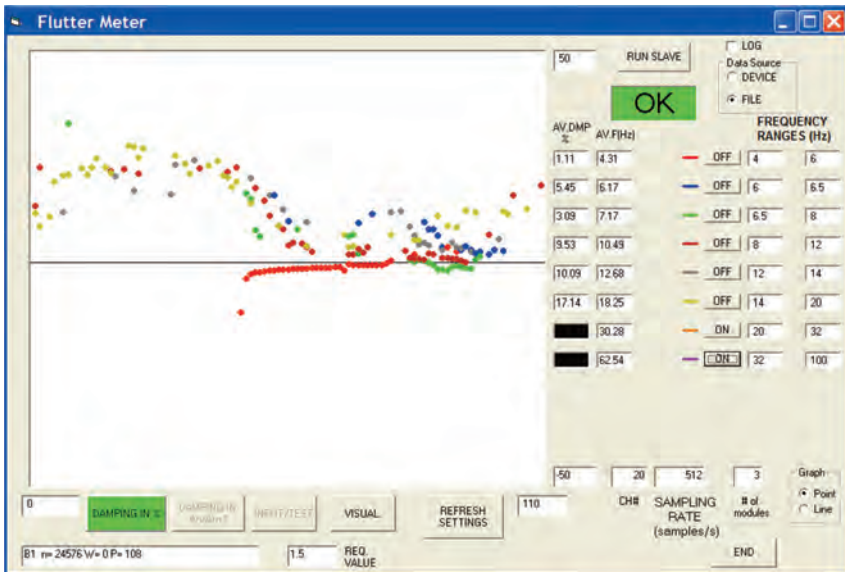 Flutter Meter
50
RUN SLAVE
LOG
Data Source
DEVICE
FILE
OK
AV.DMP %
AV.F(Hz)
FREQUENCY RANGES (Hz)
1.11 4.31 OFF 4 6
5.45 6.17 OFF 6 6.5
3.09 7.17 OFF 6.5 8
9.53 10.49 OFF 8 12
10.09 12.68 OFF 12 14
17.14 18.25 OFF 14 20
30.28 ON 20 32
62.54 ON 32 100
-50 20 512 3
CH# SAMPLING RATE (samples/s) # of modules
Graph
Point
Line
0
DAMPING IN %
DAMPING IN
INPUT/TEST
VISUAL
REFRESH SETTINGS
110
END
B1 n= 24576 W= 0 P= 108
1.5
REQ. VALUE